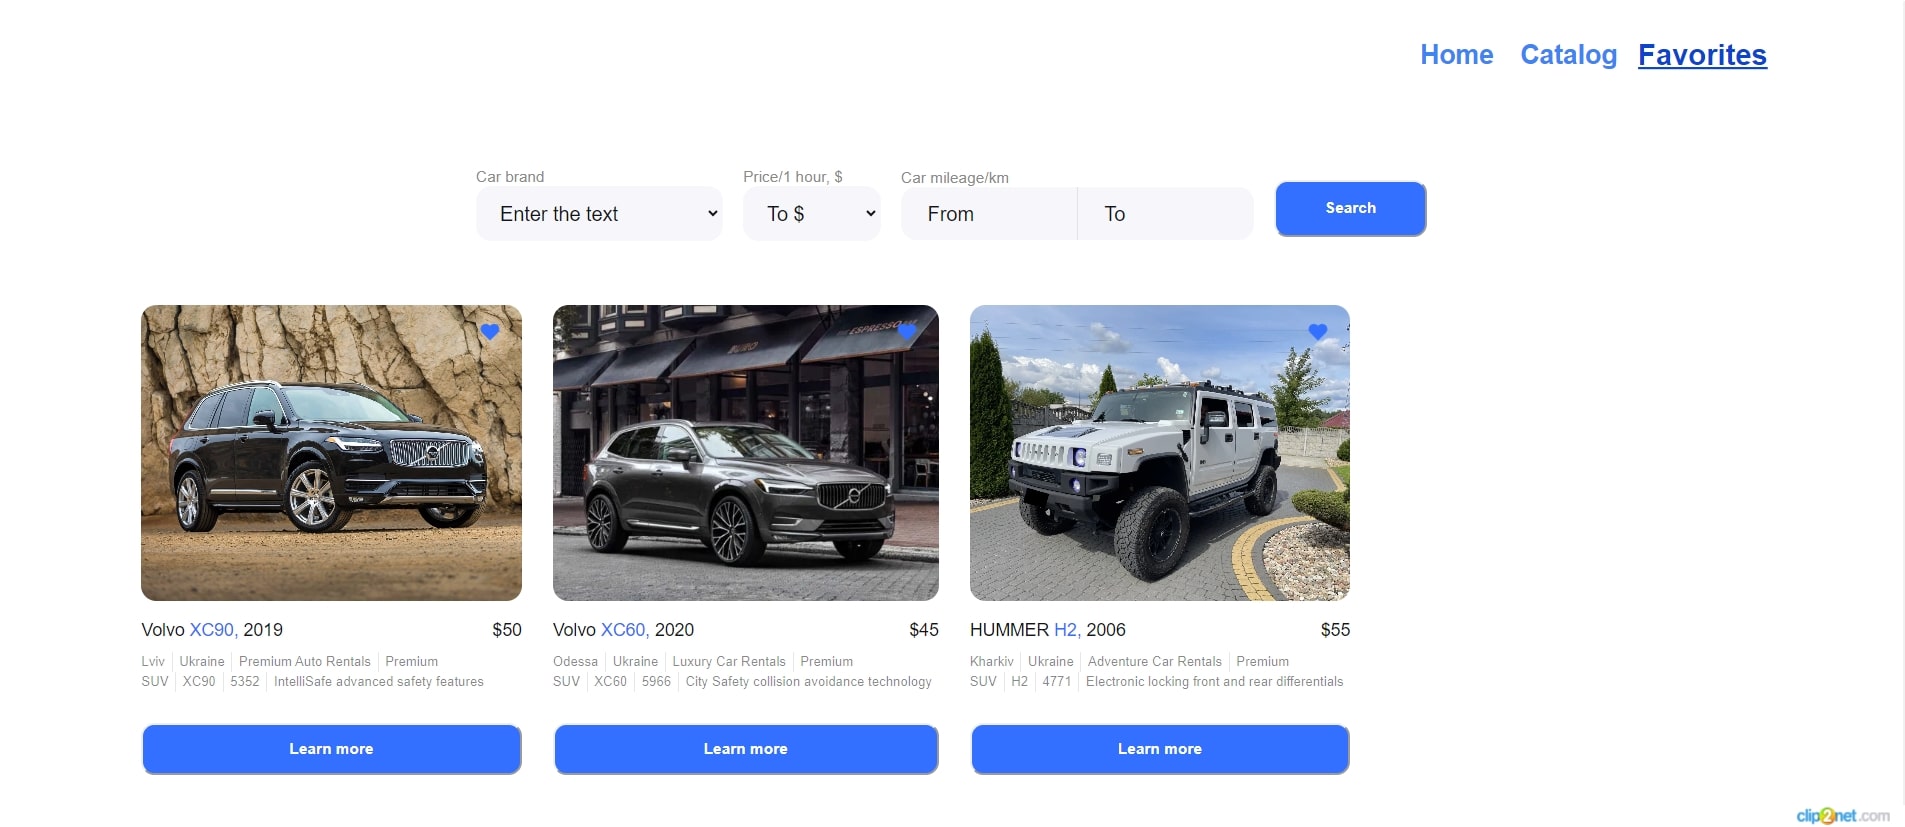 Home Catalog Favorites
Car brand Price/1 hour, $ Car mileage/km
Enter the text To $ From To Search
ESPRESSO
Volvo XC90, 2019 $50
Lviv Ukraine Premium Auto Rentals Premium
SUV XC90 5352 IntelliSafe advanced safety features
Learn more
Volvo XC60, 2020 $45
Odessa Ukraine Luxury Car Rentals Premium
SUV XC60 5966 City Safety collision avoidance technology
Learn more
HUMMER H2, 2006 $55
Kharkiv Ukraine Adventure Car Rentals Premium
SUV H2 4771 Electronic locking front and rear differentials
Learn more
clip2net.com